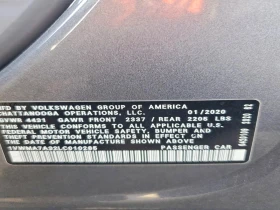 MFD. BY VOLKSWAGEN GROUP OF AMERICA
CHATTANOOGA OPERATIONS, LLC. 01/2020
GVWR 4431 GAWR FRONT 2337 / REAR 2206 LBS
THIS VEHICLE CONFORMS TO ALL APPLICABLE
FEDERAL MOTOR VEHICLE SAFETY, BUMPER, AND
THEFT PREVENTION STANDARDS IN EFFECT ON
THE DATE OF MANUFACTURE SHOWN ABOVE.
PASSENGER CAR